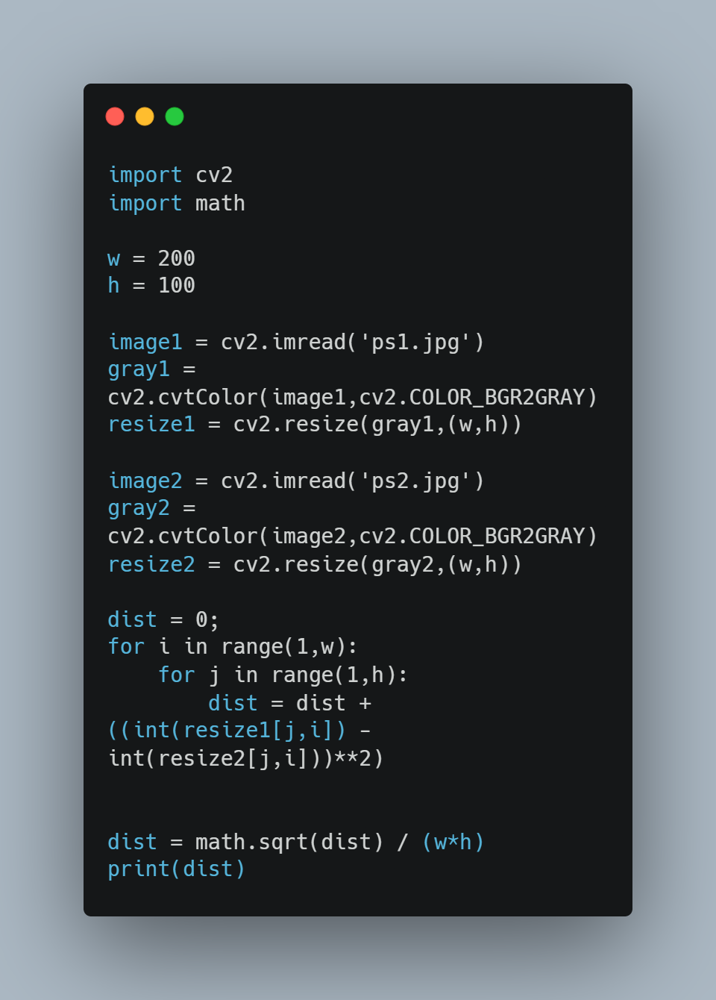 import cv2
import math
w = 200
h = 100
image1 = cv2.imread('ps1.jpg')
gray1 =
cv2.cvtColor(image1,cv2.COLOR_BGR2GRAY)
resize1 = cv2.resize(gray1,(w,h))
image2 = cv2.imread('ps2.jpg')
gray2 =
cv2.cvtColor(image2,cv2.COLOR_BGR2GRAY)
resize2 = cv2.resize(gray2,(w,h))
dist = 0;
for i in range(1,w):
    for j in range(1,h):
        dist = dist +
((int(resize1[j,i]) -
int(resize2[j,i]))**2)
dist = math.sqrt(dist) / (w*h)
print(dist)